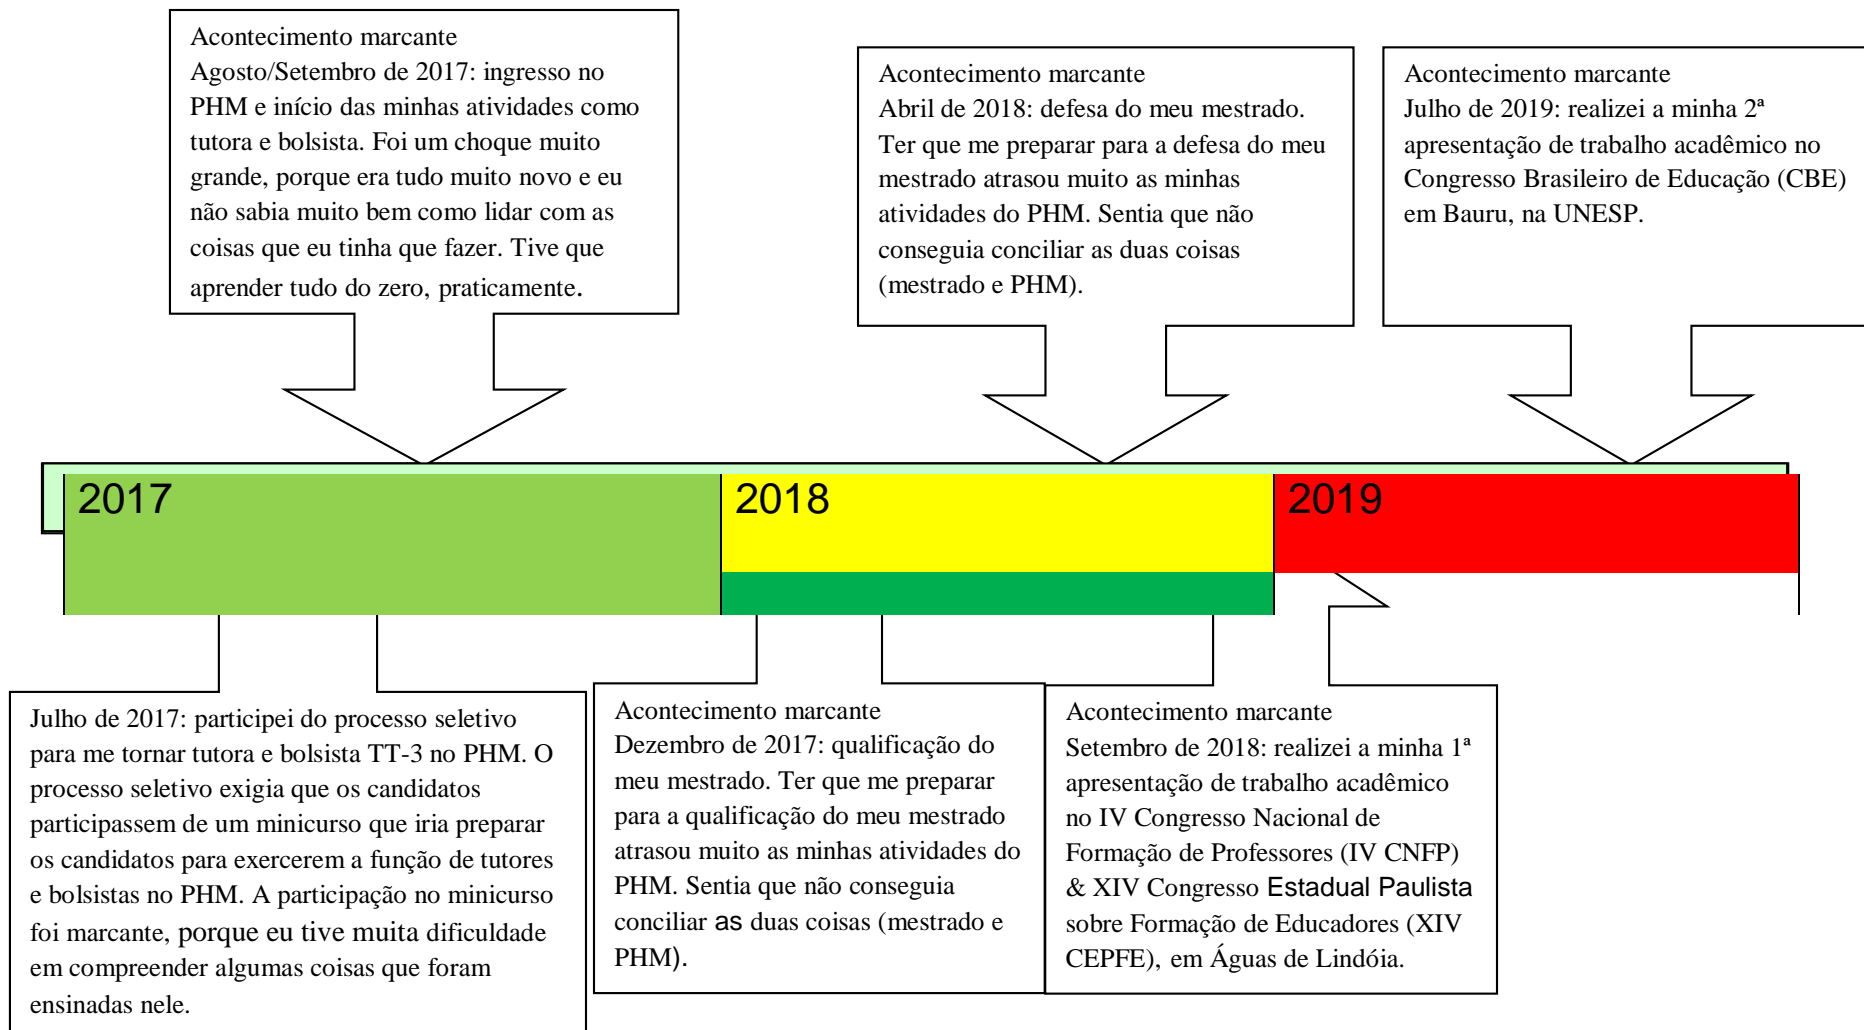 Acontecimento marcante
Agosto/Setembro de 2017: ingresso no
PHM e início das minhas atividades como
tutora e bolsista. Foi um choque muito
grande, porque era tudo muito novo e eu
não sabia muito bem como lidar com as
coisas que eu tinha que fazer. Tive que
aprender tudo do zero, praticamente.
Acontecimento marcante
Abril de 2018: defesa do meu mestrado.
Ter que me preparar para a defesa do meu
mestrado atrasou muito as minhas
atividades do PHM. Sentia que não
conseguia conciliar as duas coisas
(mestrado e PHM).
Acontecimento marcante
Julho de 2019: realizei a minha 2ª
apresentação de trabalho acadêmico no
Congresso Brasileiro de Educação (CBE)
em Bauru, na UNESP.
2017
2018
2019
Julho de 2017: participei do processo seletivo
para me tornar tutora e bolsista TT-3 no PHM. O
processo seletivo exigia que os candidatos
participassem de um minicurso que iria preparar
os candidatos para exercerem a função de tutores
e bolsistas no PHM. A participação no minicurso
foi marcante, porque eu tive muita dificuldade
em compreender algumas coisas que foram
ensinadas nele.
Acontecimento marcante
Dezembro de 2017: qualificação do
meu mestrado. Ter que me preparar
para a qualificação do meu mestrado
atrasou muito as minhas atividades do
PHM. Sentia que não conseguia
conciliar as duas coisas (mestrado e
PHM).
Acontecimento marcante
Setembro de 2018: realizei a minha 1ª
apresentação de trabalho acadêmico
no IV Congresso Nacional de
Formação de Professores (IV CNFP)
& XIV Congresso Estadual Paulista
sobre Formação de Educadores (XIV
CEPFE), em Águas de Lindóia.